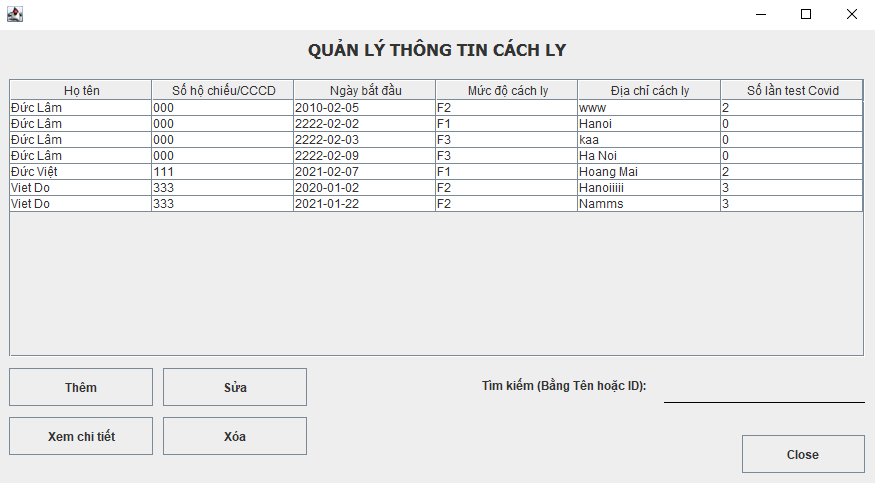 QUẢN LÝ THÔNG TIN CÁCH LY
Họ tên Số hộ chiếu/CCCD Ngày bắt đầu Mức độ cách ly Địa chỉ cách ly Số lần test Covid
Đức Lâm 000 2010-02-05 F2 www 2
Đức Lâm 000 2222-02-02 F1 Hanoi 0
Đức Lâm 000 2222-02-03 F3 kaa 0
Đức Lâm 000 2222-02-09 F3 Ha Noi 0
Đức Việt 111 2021-02-07 F1 Hoang Mai 2
Viet Do 333 2020-01-02 F2 Hanoiiiii 3
Viet Do 333 2021-01-22 F2 Namms 3
Thêm Sửa Tìm kiếm (Bằng Tên hoặc ID):
Xem chi tiết Xóa
Close